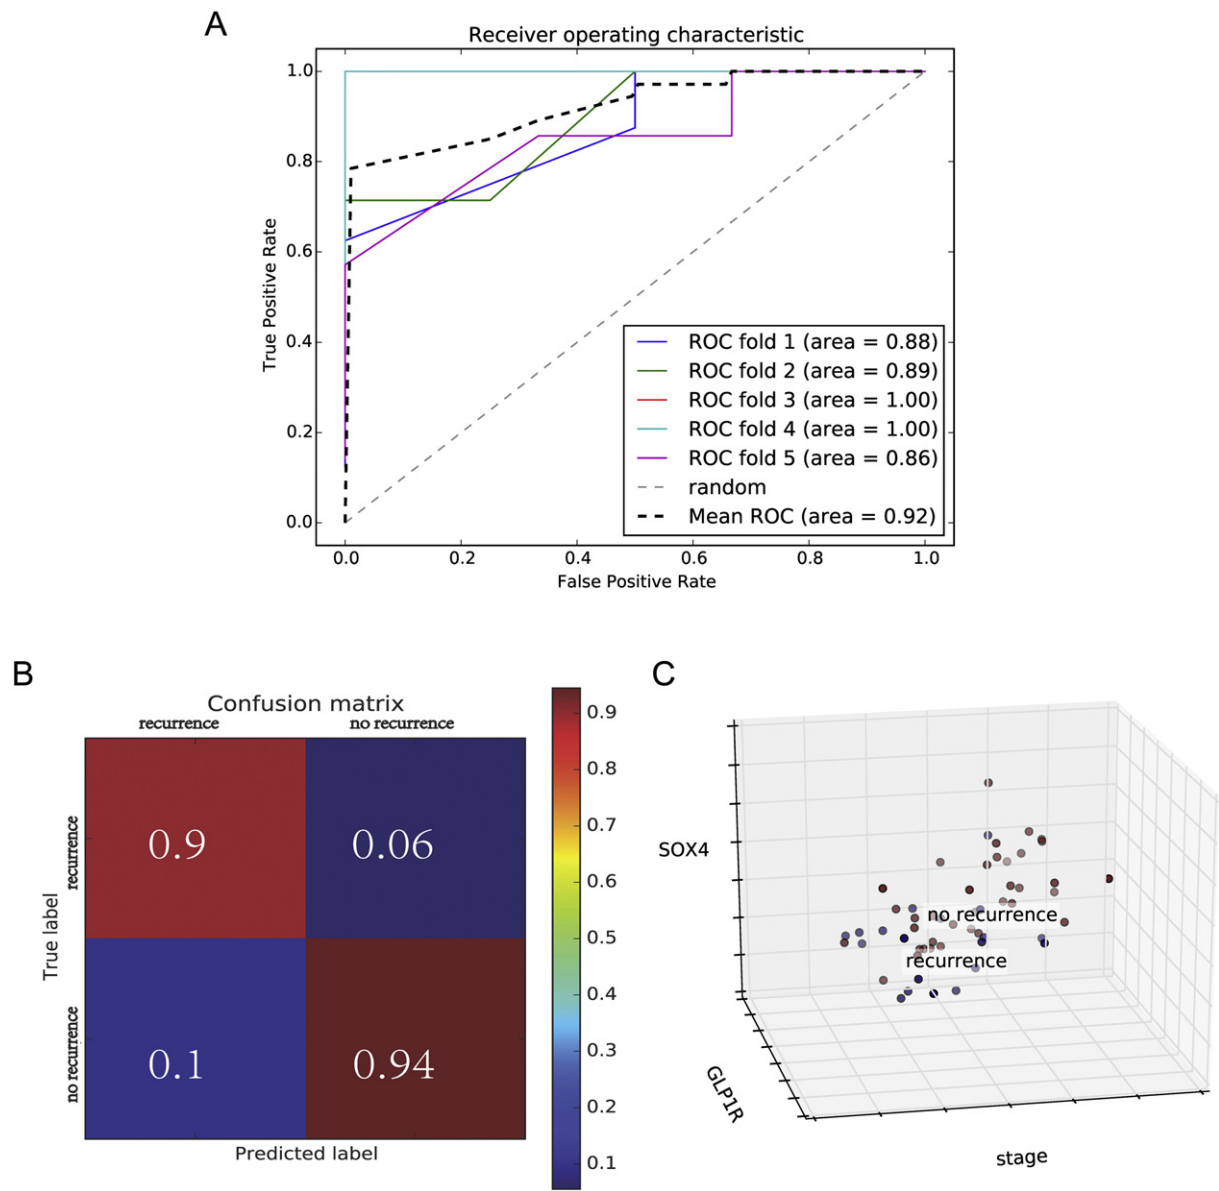 A
Receiver operating characteristic
1.0
0.8
0.6
0.4
0.2
0.0
True Positive Rate
ROC fold 1 (area = 0.88)
ROC fold 2 (area = 0.89)
ROC fold 3 (area = 1.00)
ROC fold 4 (area = 1.00)
ROC fold 5 (area = 0.86)
random
Mean ROC (area = 0.92)
0.0 0.2 0.4 0.6 0.8 1.0
False Positive Rate
B
Confusion matrix
recurrence no recurrence
True label
recurrence
no recurrence
0.9 0.06
0.1 0.94
Predicted label
0.9
0.8
0.7
0.6
0.5
0.4
0.3
0.2
0.1
C
SOX4
no recurrence
recurrence
GLP1R
stage